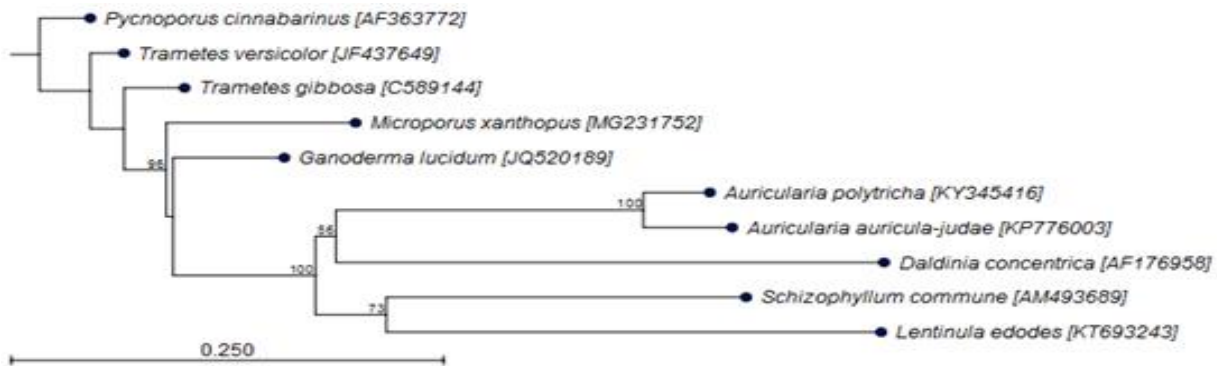 Pycnoporus cinnabarinus [AF363772]
Trametes versicolor [JF437649]
Trametes gibbosa [C589144]
Microporus xanthopus [MG231752]
96
Ganoderma lucidum [JQ520189]
Auricularia polytricha [KY345416]
100
Auricularia auricula-judae [KP776003]
56
Daldinia concentrica [AF176958]
100
Schizophyllum commune [AM493689]
73
Lentinula edodes [KT693243]
0.250